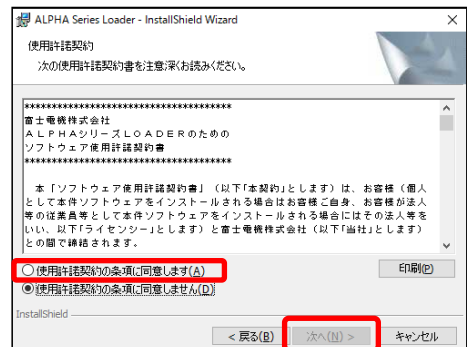 ALPHA Series Loader - InstallShield Wizard
使用許諾契約
次の使用許諾契約書を注意深くお読みください。
**************************************
富士電機株式会社
ALPHAシリーズLOADERのための
ソフトウェア使用許諾契約書
**************************************
本「ソフトウェア使用許諾契約書」(以下「本契約」とします)は、お客様(個人
として本件ソフトウェアをインストールされる場合はお客様ご自身、お客様が法人
等の従業員等として本件ソフトウェアをインストールされる場合にはその法人等を
いい、以下「ライセンシー」とします)と富士電機株式会社(以下「当社」とします)
との間で締結されます。
使用許諾契約の条項に同意します(A)
印刷(P)
使用許諾契約の条項に同意しません(D)
InstallShield
< 戻る(B)
次へ(N) >
キャンセル